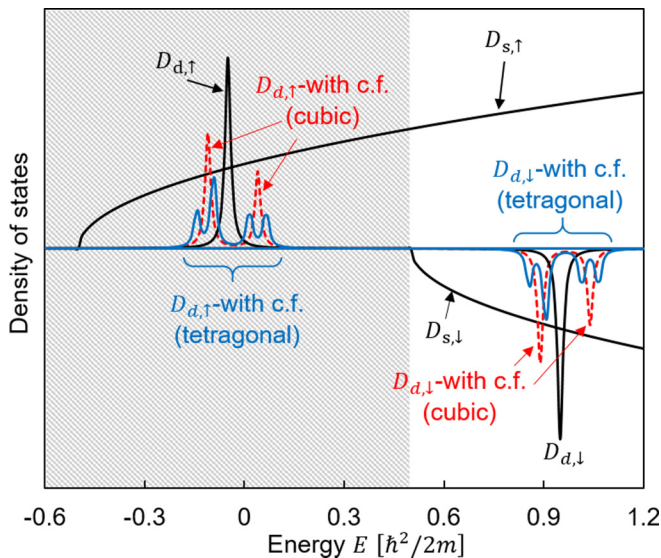 D_{d,↑}
D_{s,↑}
D_{d,↑}-with c.f.
(cubic)
D_{d,↓}-with c.f.
(tetragonal)
Density of states
D_{d,↑}-with c.f.
(tetragonal)
D_{s,↓}
D_{d,↓}-with c.f.
(cubic)
D_{d,↓}
-0.6 -0.3 0 0.3 0.6 0.9 1.2
Energy E [ℏ²/2m]